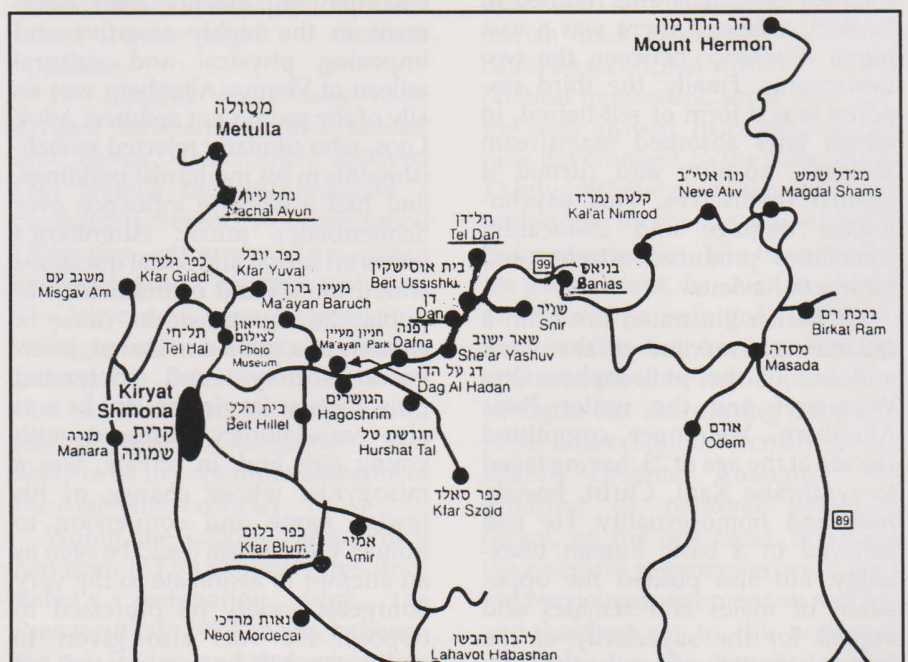 הר החרמון
Mount Hermon
מטולה
Metulla
נחל עיון
Nachal Ayun
מג׳דל שמש
Magdal Shams
נוה אטי״ב
Neve Ativ
קלעת נמרוד
Kal'at Nimrod
תל דן
Tel Dan
99
בניאס
Banias
בית אוסישקין
Beit Ussishkin
דן
Dan
שניר
Snir
כפר יובל
Kfar Yuval
כפר גלעדי
Kfar Giladi
משגב עם
Misgav Am
מעיין ברוך
Ma'ayan Baruch
ברכת רם
Birkat Ram
תל-חי
Tel Hai
מוזיאון
לצילום
Photo
Museum
מעיין
Ma'ayan Park
דפנה
Dafna
שאר ישוב
She'ar Yashuv
מסדה
Masada
דג על הדן
Dag Al Hadan
Kiryat
Shmona
קרית
שמונה
מנרה
Manara
בית הלל
Beit Hillel
הגושרים
Hagoshrim
חורשת טל
Hurshat Tal
אודם
Odem
כפר סאלד
Kfar Szold
89
כפר בלום
Kfar Blum
אמיר
Amir
נאות מרדכי
Neot Mordecai
להבות הבשן
Lahavot Habashan